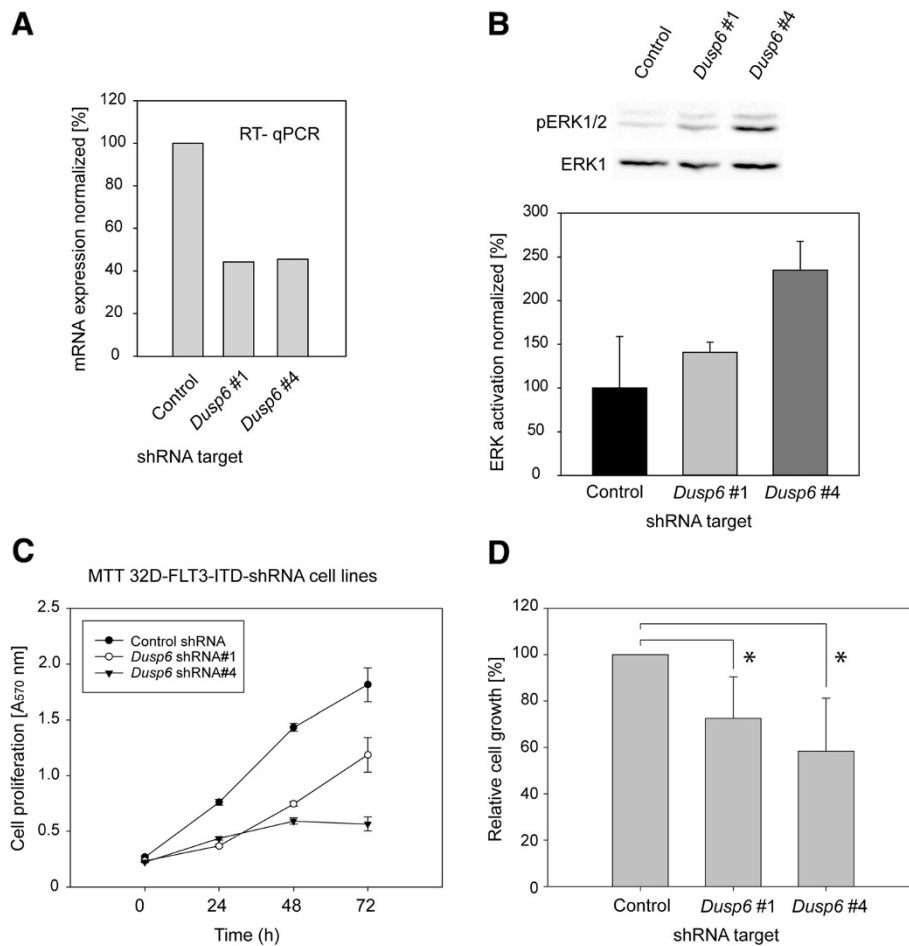 A
120
100
80
60
40
20
0
mRNA expression normalized [%]
RT- qPCR
Control
Dusp6 #1
Dusp6 #4
shRNA target
B
Control
Dusp6 #1
Dusp6 #4
pERK1/2
ERK1
300
250
200
150
100
50
0
ERK activation normalized [%]
Control
Dusp6 #1
Dusp6 #4
shRNA target
C
MTT 32D-FLT3-ITD-shRNA cell lines
2.5
2.0
1.5
1.0
0.5
0
Cell proliferation [A570 nm]
Control shRNA
Dusp6 shRNA#1
Dusp6 shRNA#4
0
24
48
72
Time (h)
D
120
100
80
60
40
20
0
Relative cell growth [%]
*
*
Control
Dusp6 #1
Dusp6 #4
shRNA target